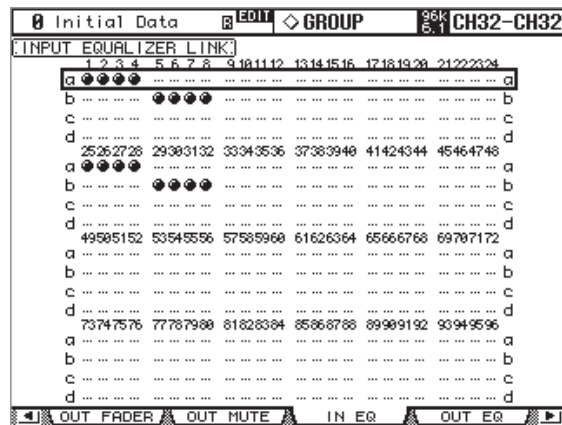 0 Initial Data EDIT GROUP 96k CH32-CH32
INPUT EQUALIZER LINK
1 2 3 4 5 6 7 8 9 10 11 12 13 14 15 16 17 18 19 20 21 22 23 24
a a
b b
c c
d d
25 26 27 28 29 30 31 32 33 34 35 36 37 38 39 40 41 42 43 44 45 46 47 48
a a
b b
c c
d d
49 50 51 52 53 54 55 56 57 58 59 60 61 62 63 64 65 66 67 68 69 70 71 72
a a
b b
c c
d d
73 74 75 76 77 78 79 80 81 82 83 84 85 86 87 88 89 90 91 92 93 94 95 96
a a
b b
c c
d d
OUT FADER OUT MUTE IN EQ OUT EQ